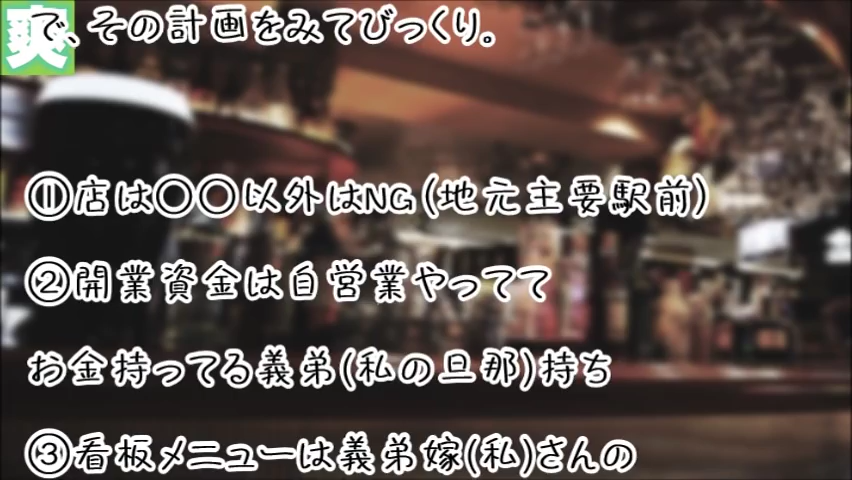 爽
で、その計画をみてびっくり。
⑪店は〇〇以外はNG(地元主要駅前)
②開業資金は自営業やってて
お金持ってる義弟(私の旦那)持ち
③看板メニューは義弟嫁(私)さんの